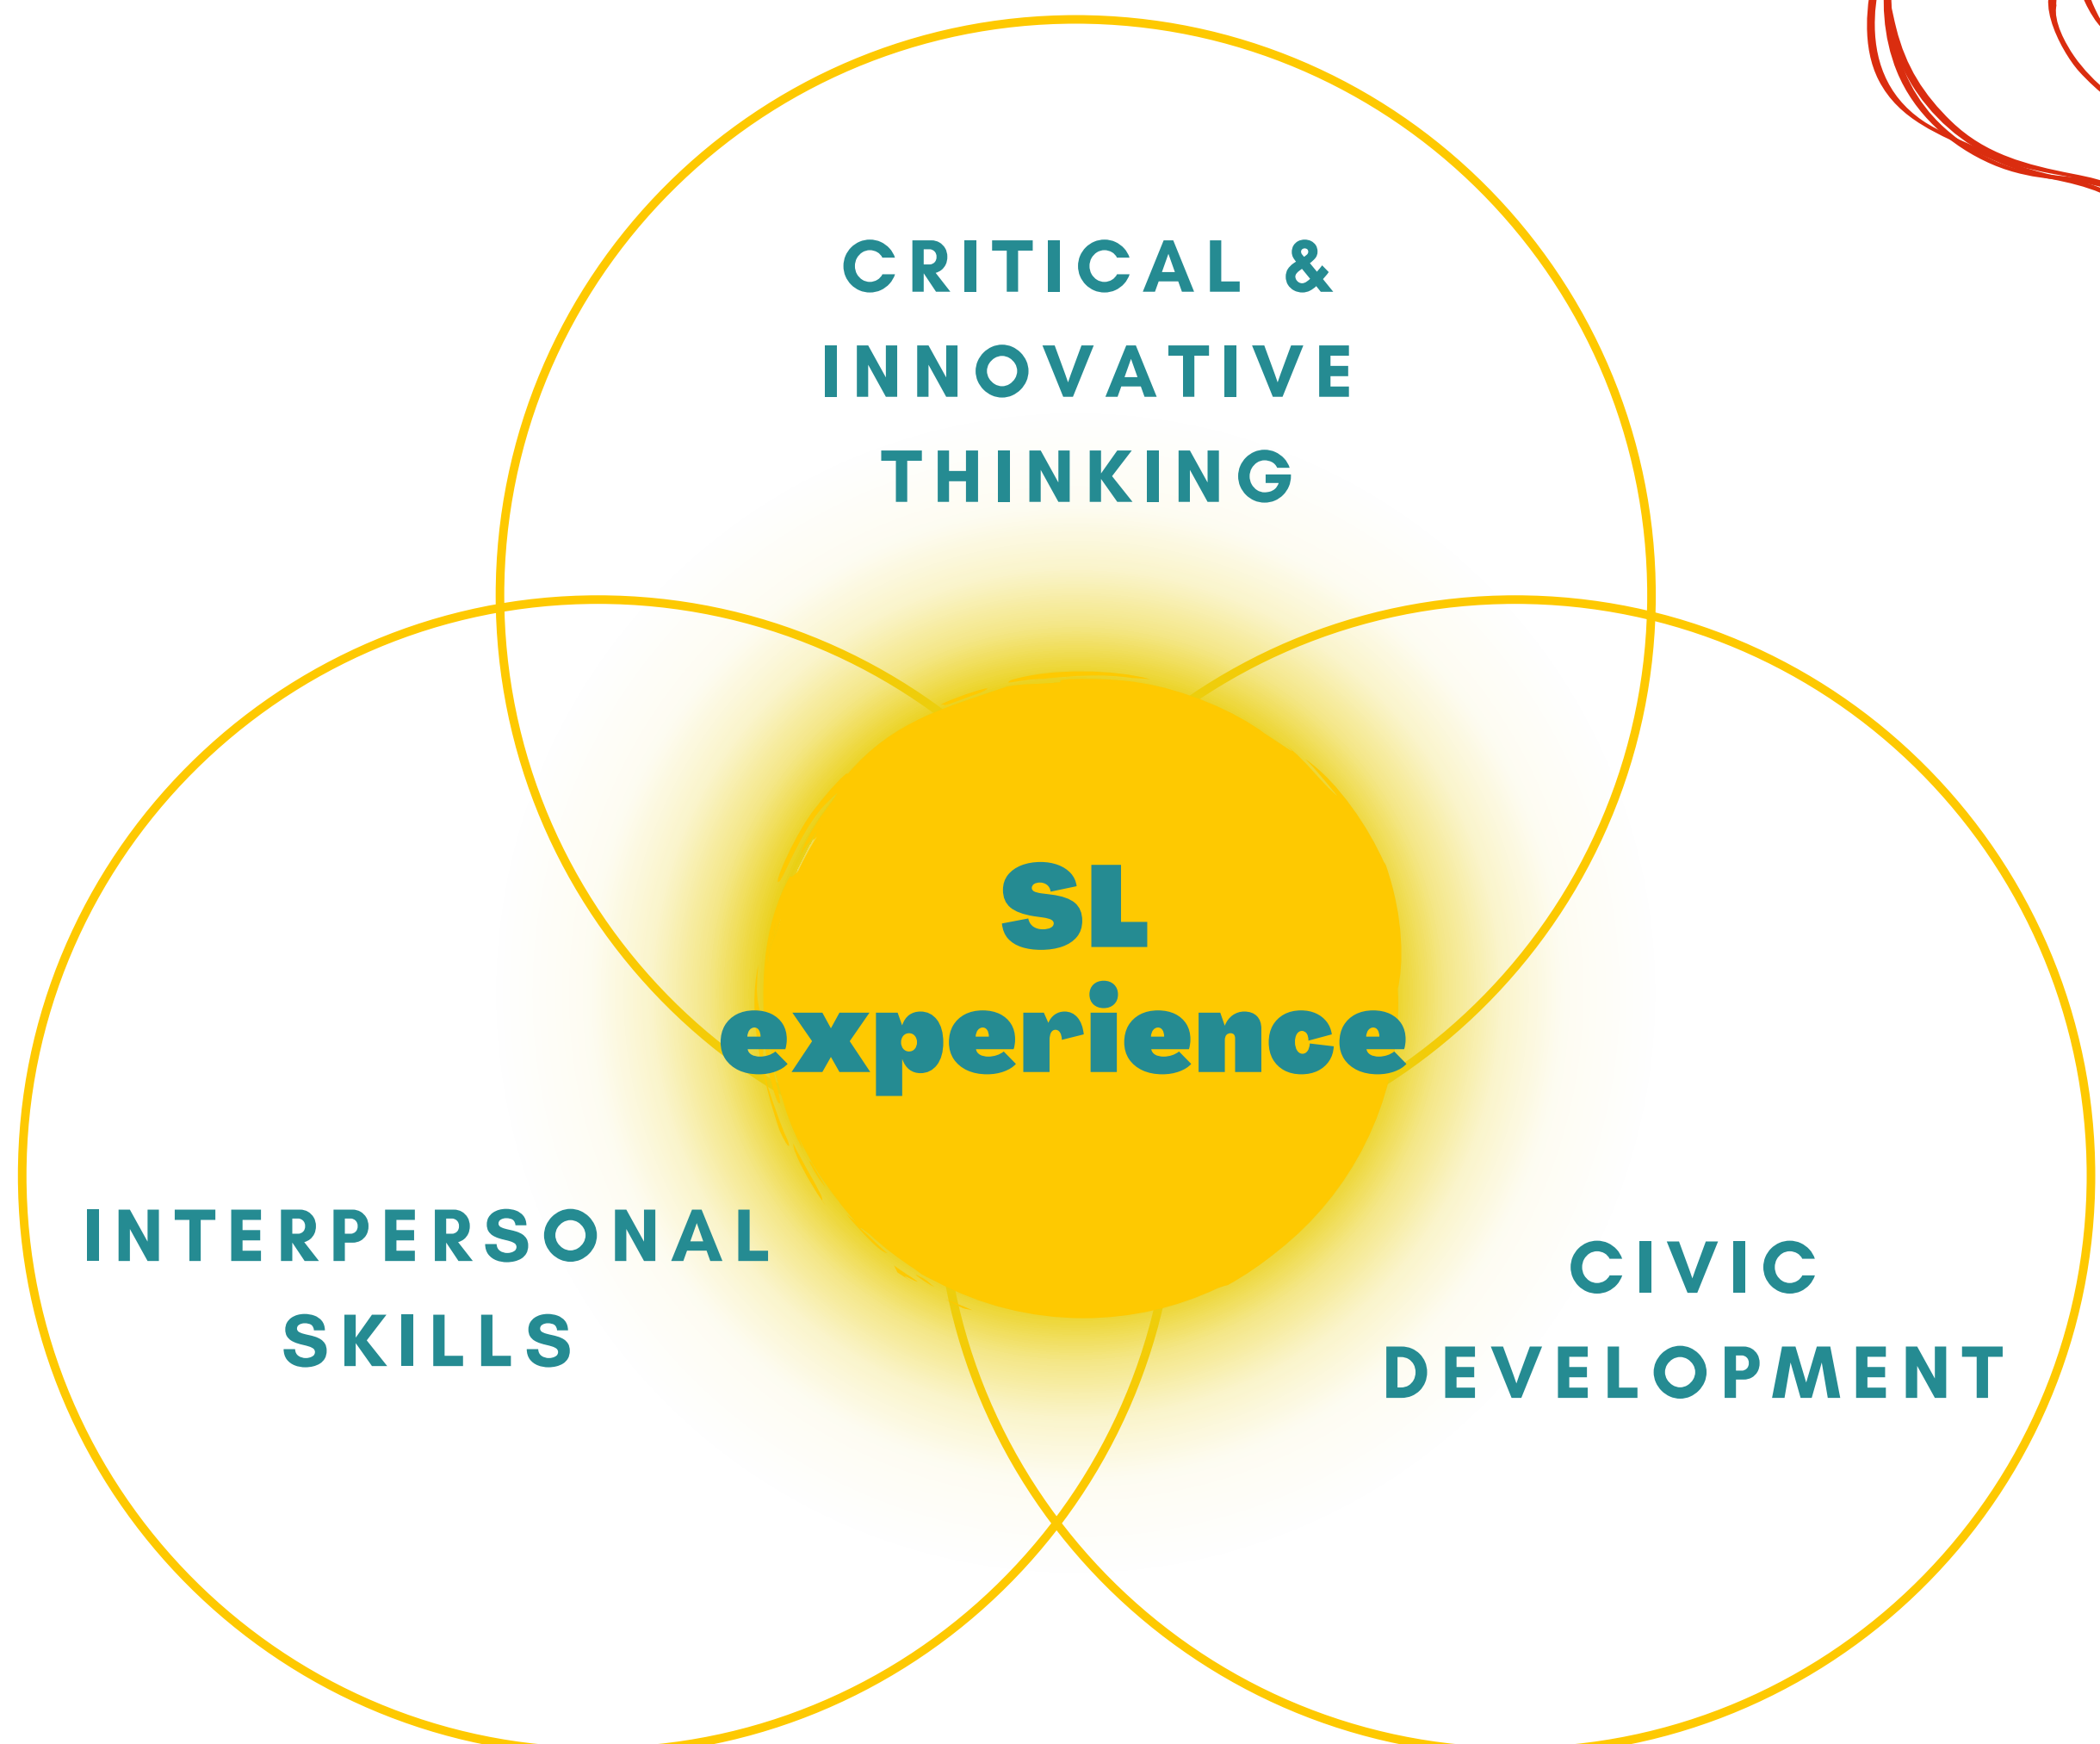 CRITICAL &
INNOVATIVE
THINKING
SL
experience
INTERPERSONAL
SKILLS
CIVIC
DEVELOPMENT